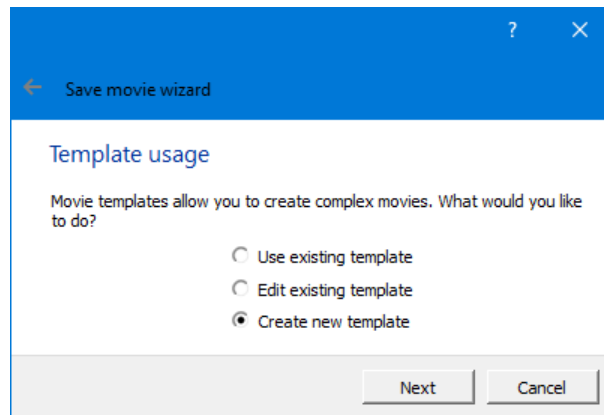 ?
Save movie wizard
Template usage
Movie templates allow you to create complex movies. What would you like
to do?
Use existing template
Edit existing template
Create new template
Next Cancel